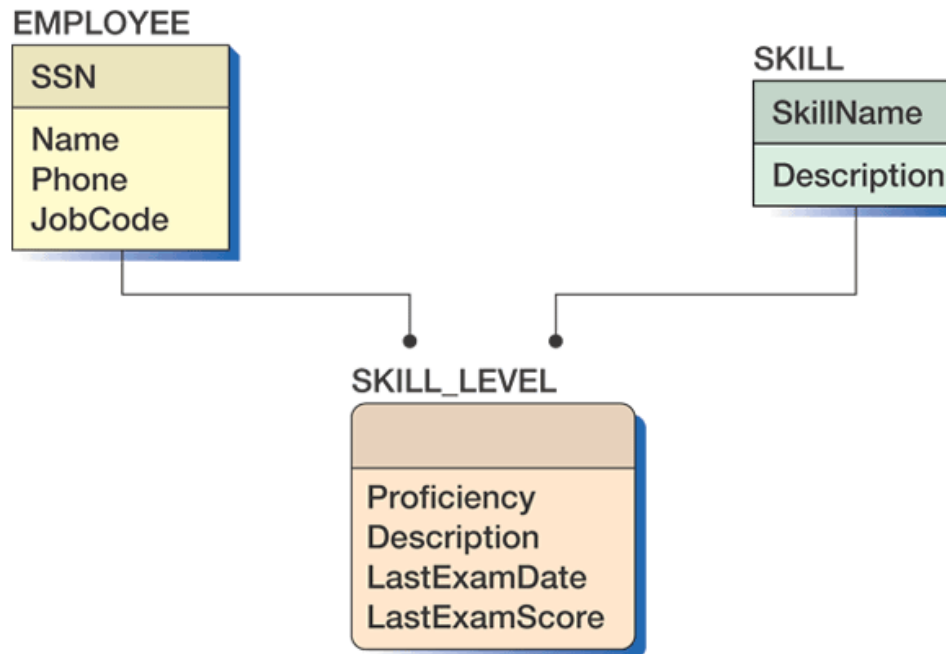 EMPLOYEE
SSN
Name
Phone
JobCode
SKILL
SkillName
Description
SKILL_LEVEL
Proficiency
Description
LastExamDate
LastExamScore